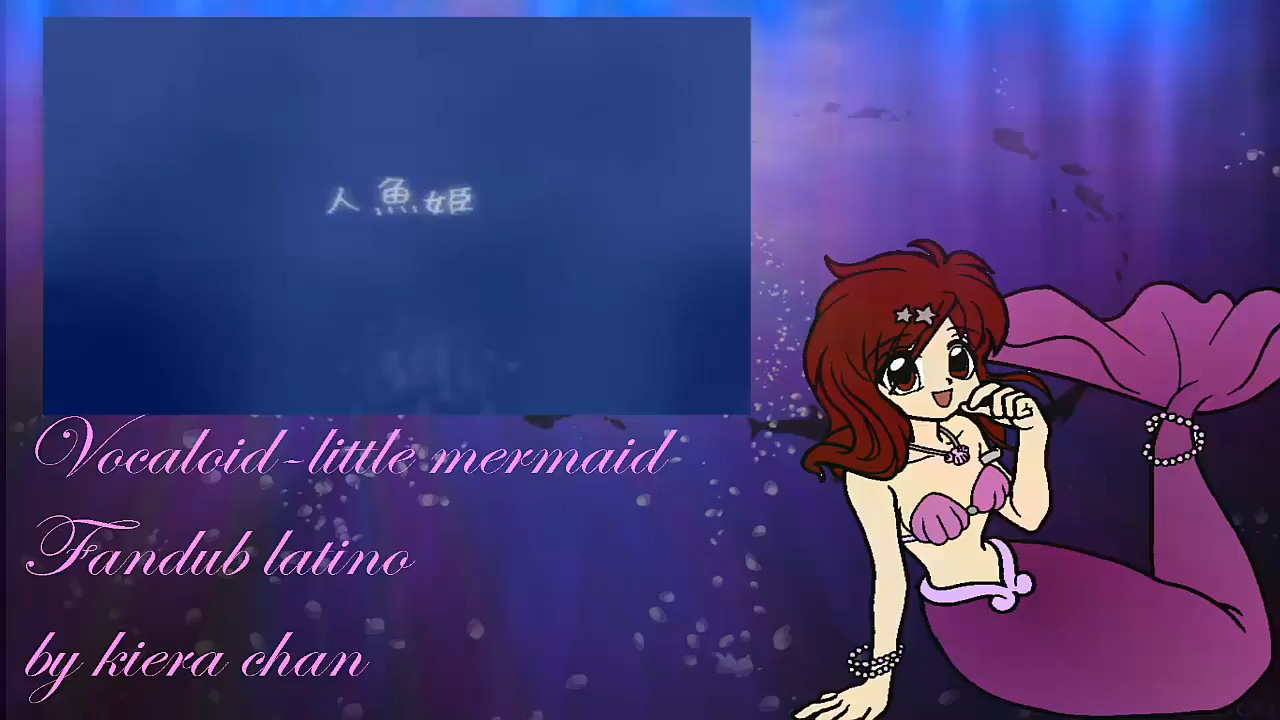 人魚姫
Vocaloid-little mermaid
Fandub latino
by kiera chan